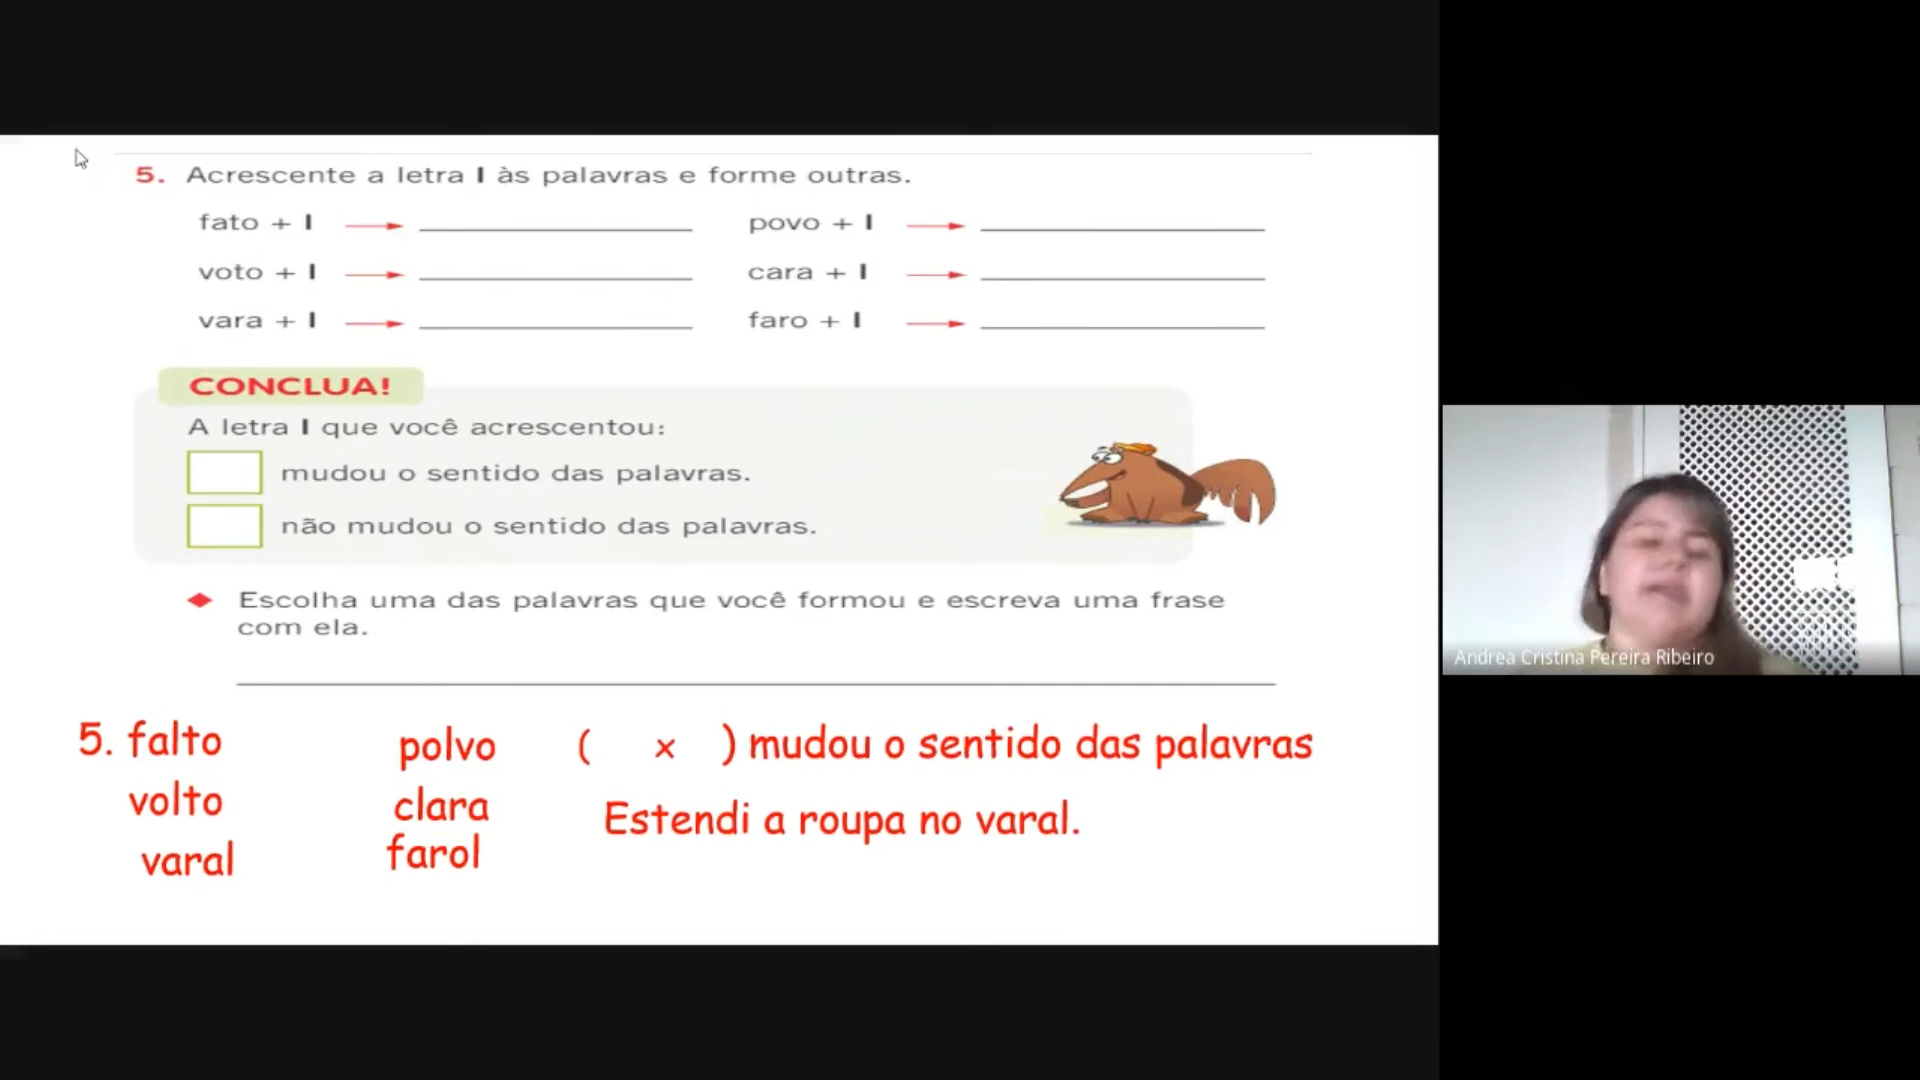 5. Acrescente a letra l às palavras e forme outras.
fato + l povo + l
voto + l cara + l
vara + l faro + l
CONCLUA!
A letra l que você acrescentou:
mudou o sentido das palavras.
não mudou o sentido das palavras.
Escolha uma das palavras que você formou e escreva uma frase
com ela.
5. falto polvo ( x ) mudou o sentido das palavras
volto clara Estendi a roupa no varal.
varal farol
Andrea Cristina Pereira Ribeiro